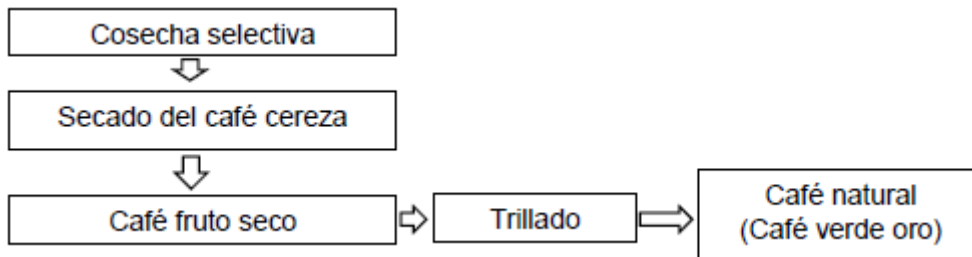 Cosecha selectiva
Secado del café cereza
Café fruto seco
Trillado
Café natural
(Café verde oro)